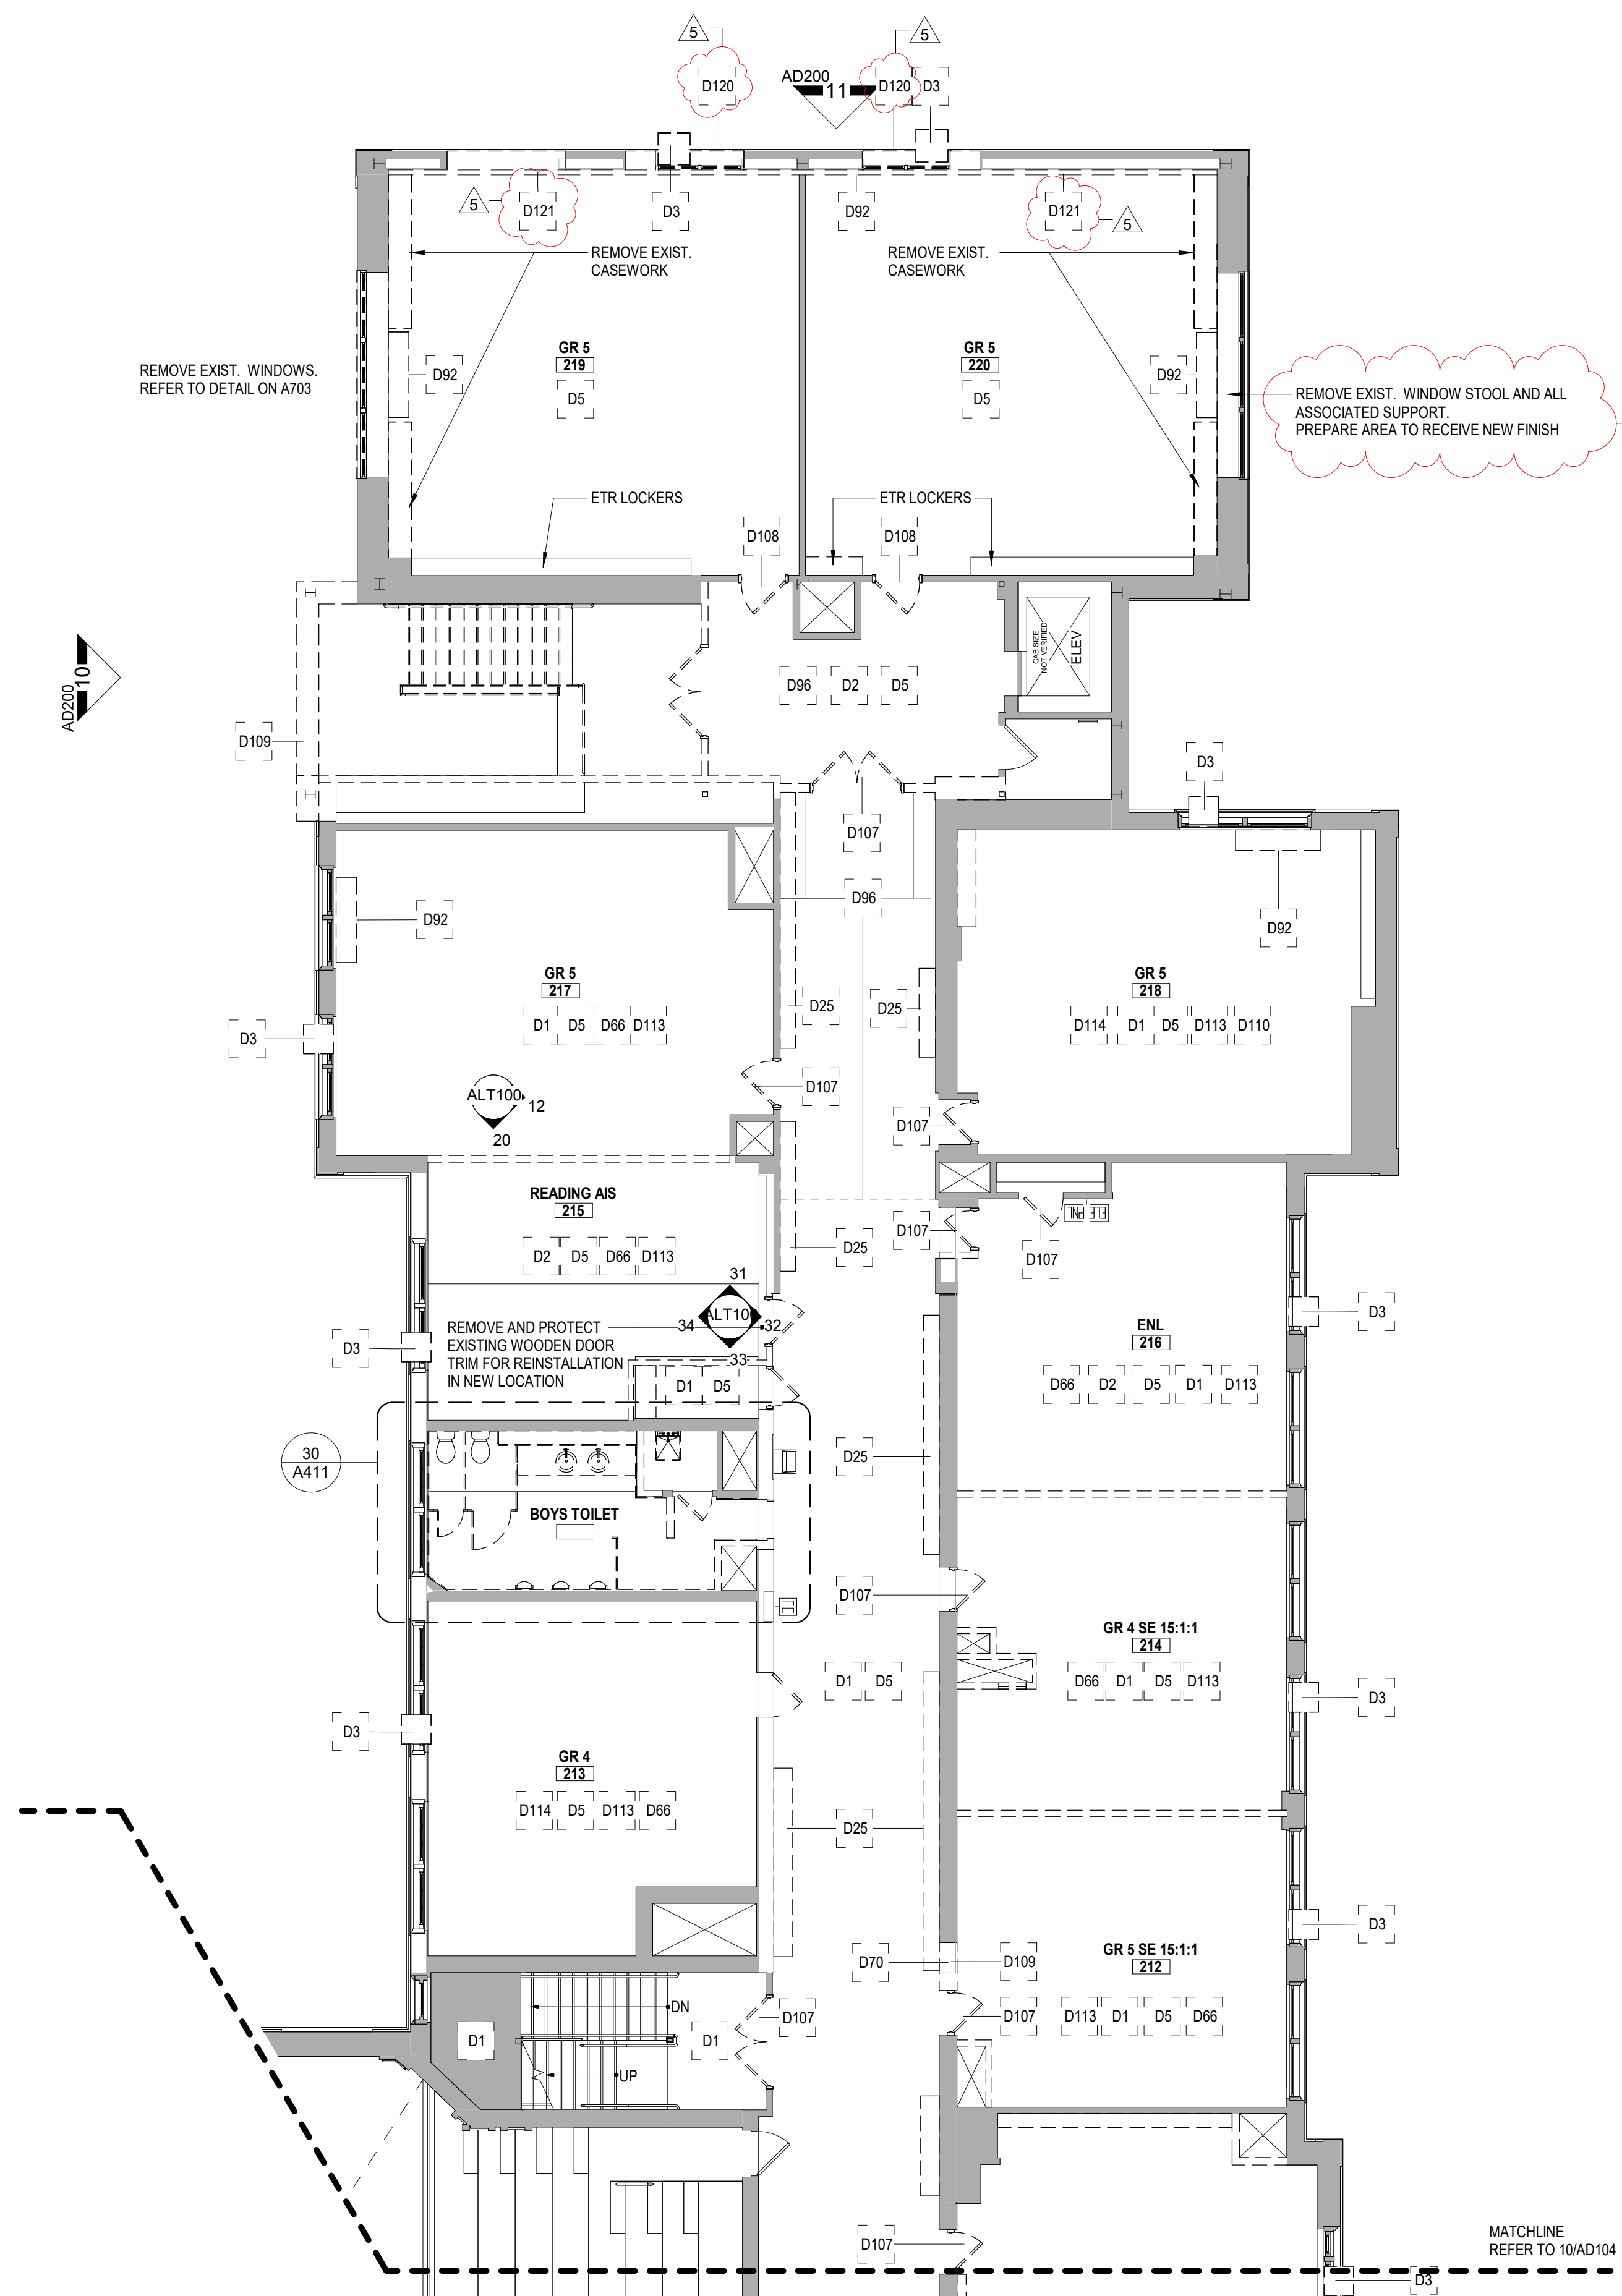 5
5
D120
AD200
11
D120
D3
5
D121
D3
D92
D121
5
REMOVE EXIST.
CASEWORK
REMOVE EXIST.
CASEWORK
REMOVE EXIST.  WINDOWS.
REFER TO DETAIL ON A703
GR 5
219
D5
D92
GR 5
220
D5
D92
REMOVE EXIST.  WINDOW STOOL AND ALL
ASSOCIATED SUPPORT.
PREPARE AREA TO RECEIVE NEW FINISH
ETR LOCKERS
ETR LOCKERS
D108
D108
CAB SIZE
NOT VERIFIED
ELEV
AD200
10
D96
D2
D5
D109
D3
D107
D96
D92
D92
GR 5
217
D1
D5
D66
D113
D25
D25
GR 5
218
D114
D1
D5
D113
D110
D3
ALT100
12
20
D107
D107
READING AIS
215
D2
D5
D66
D113
D107
ELE PNL
D107
D25
31
ALT100
34
32
33
REMOVE AND PROTECT
EXISTING WOODEN DOOR
TRIM FOR REINSTALLATION
IN NEW LOCATION
D3
D1
D5
ENL
216
D66
D2
D5
D1
D113
D3
30
A411
D25
BOYS TOILET
FE
D107
GR 4 SE 15:1:1
214
D66
D1
D5
D113
D1
D5
D3
D3
GR 4
213
D114
D5
D113
D66
D25
D3
D70
D109
GR 5 SE 15:1:1
212
D107
D113
D1
D5
D66
DN
D107
D1
D1
UP
D107
MATCHLINE
REFER TO 10/AD104
D3